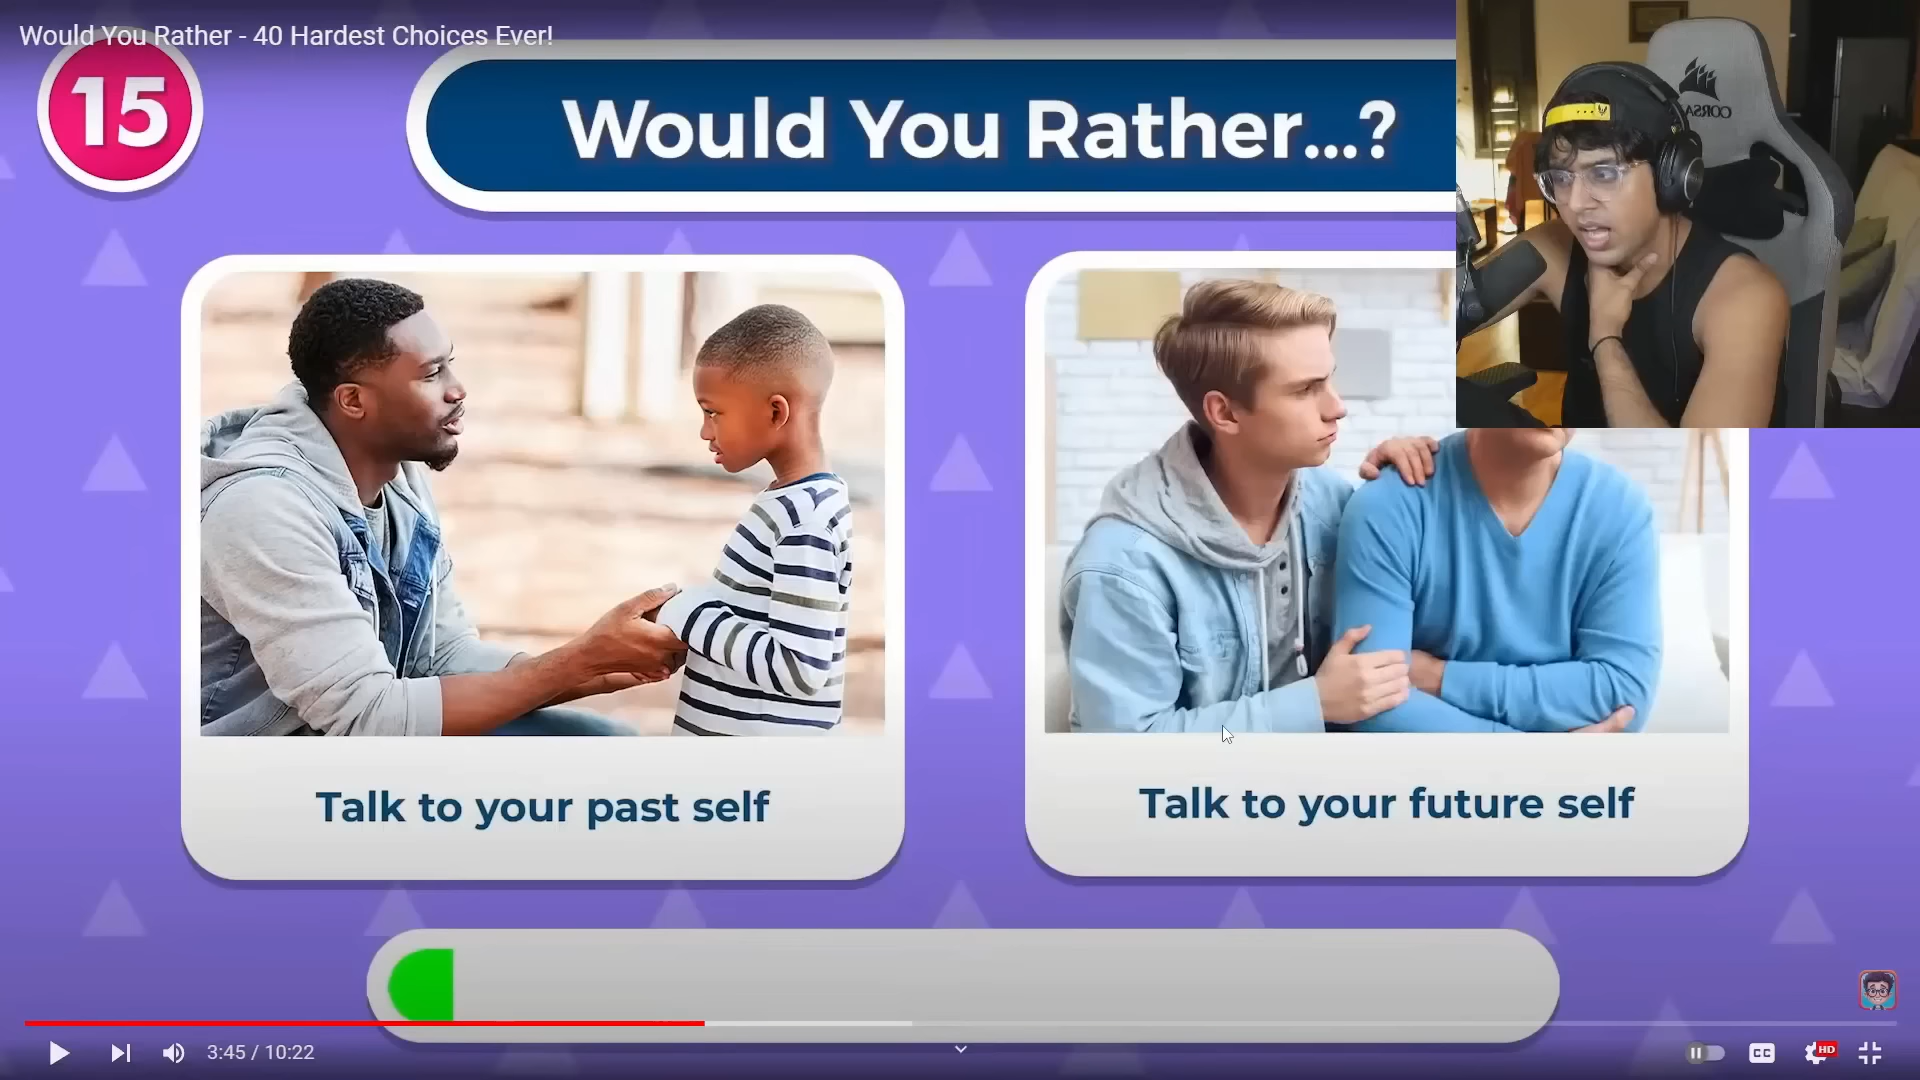 Would You Rather - 40 Hardest Choices Ever!
15
Would You Rather...?
CORSA
Talk to your past self
Talk to your future self
3:45 / 10:22
CC
HD